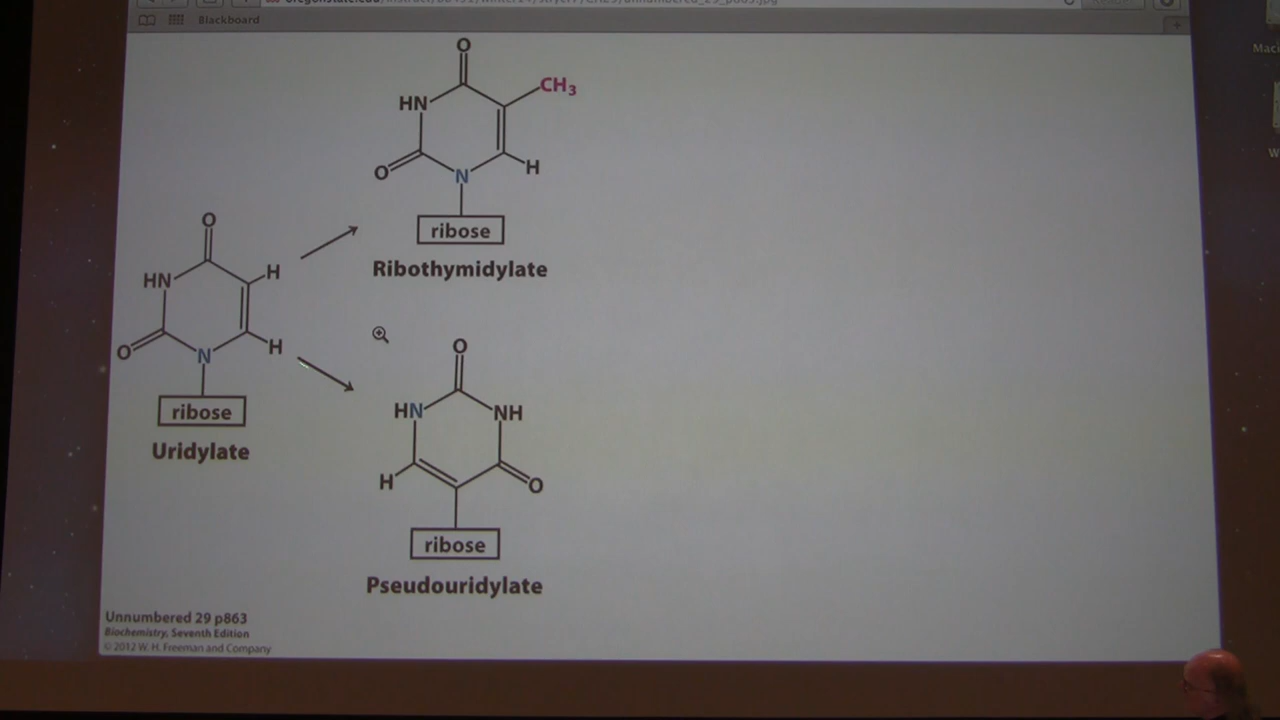 Blackboard
O
CH3
HN
O
N
H
ribose
Ribothymidylate
O
HN
H
O
N
H
ribose
Uridylate
O
HN
NH
H
O
ribose
Pseudouridylate
Unnumbered 29 p863
Biochemistry, Seventh Edition
© 2012 W. H. Freeman and Company